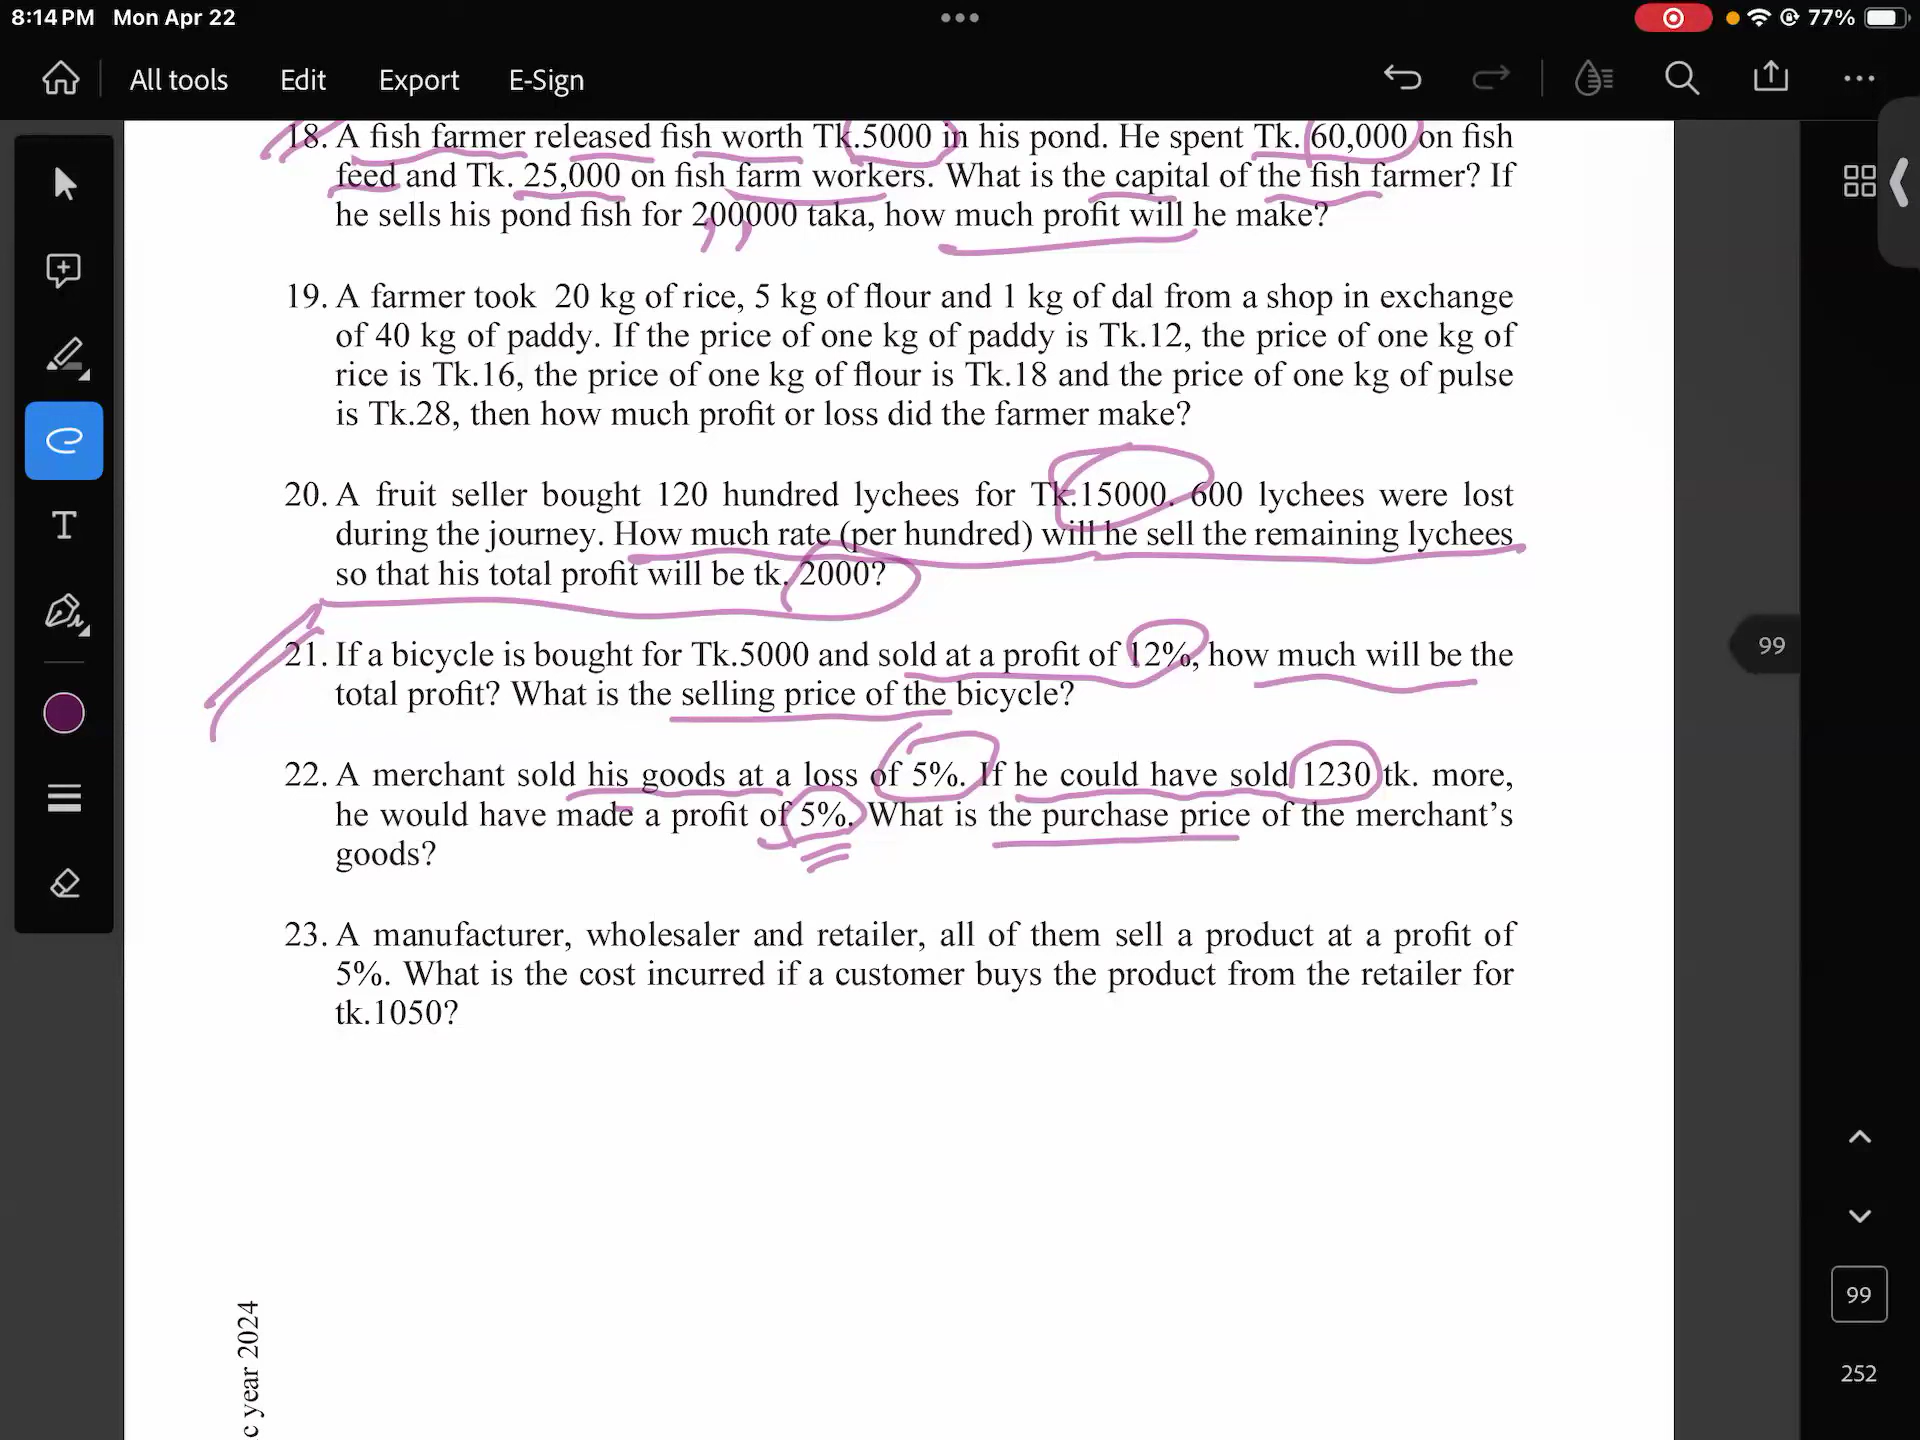 8:14 PM Mon Apr 22
77%
All tools Edit Export E-Sign
18. A fish farmer released fish worth Tk.5000 in his pond. He spent Tk. 60,000 on fish
feed and Tk. 25,000 on fish farm workers. What is the capital of the fish farmer? If
he sells his pond fish for 200000 taka, how much profit will he make?
19. A farmer took 20 kg of rice, 5 kg of flour and 1 kg of dal from a shop in exchange
of 40 kg of paddy. If the price of one kg of paddy is Tk.12, the price of one kg of
rice is Tk.16, the price of one kg of flour is Tk.18 and the price of one kg of pulse
is Tk.28, then how much profit or loss did the farmer make?
20. A fruit seller bought 120 hundred lychees for Tk.15000. 600 lychees were lost
during the journey. How much rate (per hundred) will he sell the remaining lychees
so that his total profit will be tk. 2000?
21. If a bicycle is bought for Tk.5000 and sold at a profit of 12%, how much will be the
total profit? What is the selling price of the bicycle?
22. A merchant sold his goods at a loss of 5%. If he could have sold 1230 tk. more,
he would have made a profit of 5%. What is the purchase price of the merchant’s
goods?
23. A manufacturer, wholesaler and retailer, all of them sell a product at a profit of
5%. What is the cost incurred if a customer buys the product from the retailer for
tk.1050?
c year 2024
99
99
252